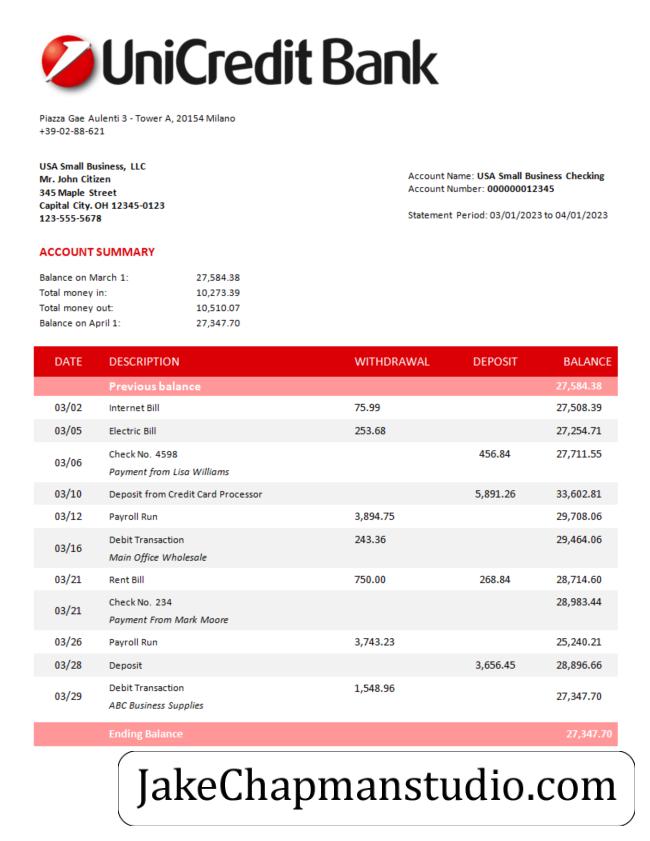 UniCredit Bank
Piazza Gae Aulenti 3 - Tower A, 20154 Milano
+39-02-88-621
USA Small Business, LLC
Mr. John Citizen
345 Maple Street
Capital City. OH 12345-0123
123-555-5678
Account Name: USA Small Business Checking
Account Number: 000000012345
Statement Period: 03/01/2023 to 04/01/2023
ACCOUNT SUMMARY
Balance on March 1: 27,584.38
Total money in: 10,273.39
Total money out: 10,510.07
Balance on April 1: 27,347.70
DATE DESCRIPTION WITHDRAWAL DEPOSIT BALANCE
Previous balance 27,584.38
03/02 Internet Bill 75.99 27,508.39
03/05 Electric Bill 253.68 27,254.71
03/06 Check No. 4598 456.84 27,711.55
Payment from Lisa Williams
03/10 Deposit from Credit Card Processor 5,891.26 33,602.81
03/12 Payroll Run 3,894.75 29,708.06
03/16 Debit Transaction 243.36 29,464.06
Main Office Wholesale
03/21 Rent Bill 750.00 268.84 28,714.60
03/21 Check No. 234 28,983.44
Payment From Mark Moore
03/26 Payroll Run 3,743.23 25,240.21
03/28 Deposit 3,656.45 28,896.66
03/29 Debit Transaction 1,548.96 27,347.70
ABC Business Supplies
Ending Balance 27,347.70
JakeChapmanstudio.com